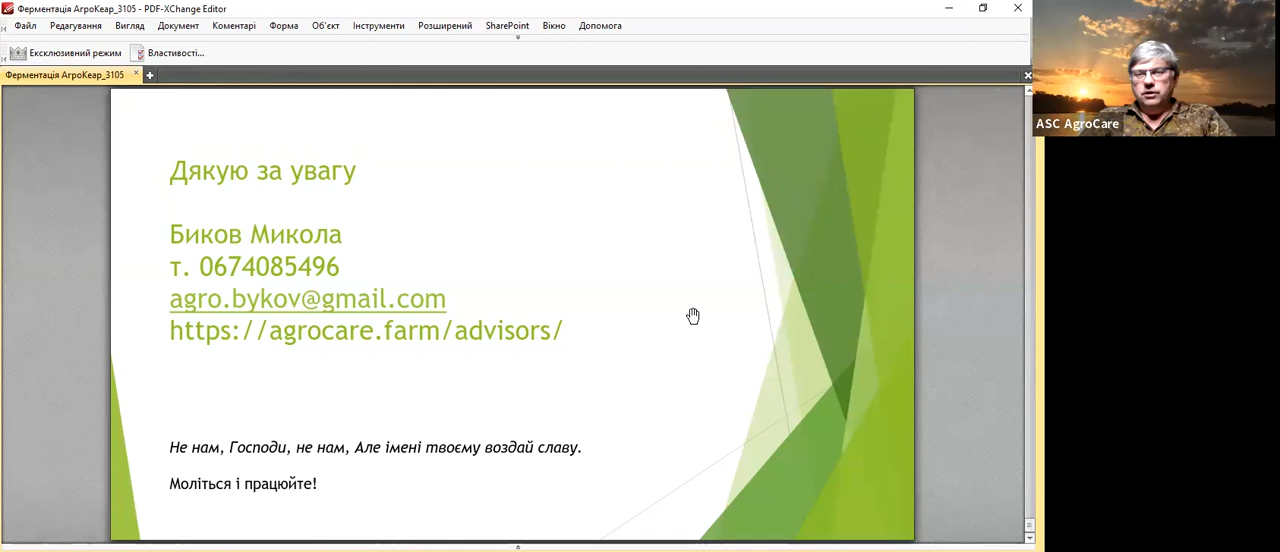 Ферментація АгроКеар_3105 - PDF-XChange Editor
Файл Редагування Вигляд Документ Коментарі Форма Об'єкт Інструменти Розширений SharePoint Вікно Допомога
Ексклюзивний режим Властивості...
Ферментація АгроКеар_3105
ASC AgroCare
Дякую за увагу
Биков Микола
т. 0674085496
agro.bykov@gmail.com
https://agrocare.farm/advisors/
Не нам, Господи, не нам, Але імені твоєму воздай славу.
Моліться і працюйте!